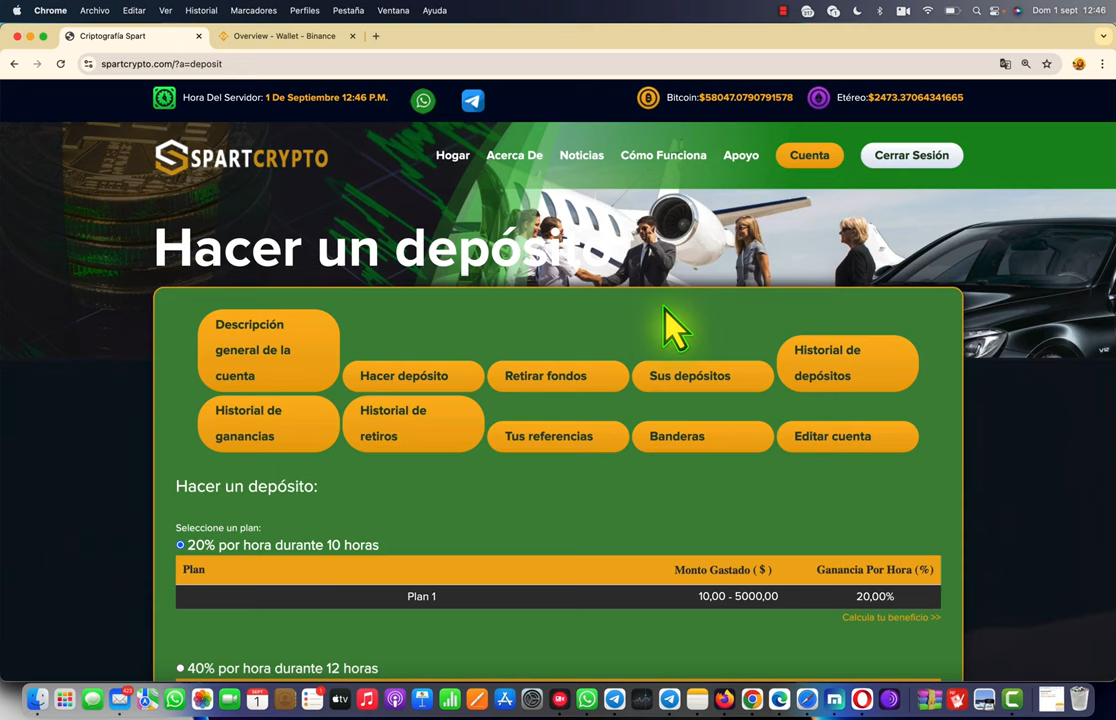 Chrome Archivo Editar Ver Historial Marcadores Perfiles Pestaña Ventana Ayuda Dom 1 sept 12:46
Criptografía Spart Overview - Wallet - Binance
spartcrypto.com/?a=deposit
Hora Del Servidor: 1 De Septiembre 12:46 P.M. Bitcoin:$58047.0790791578 Etéreo:$2473.37064341665
SPARTCRYPTO Hogar Acerca De Noticias Cómo Funciona Apoyo Cuenta Cerrar Sesión
Hacer un depósito
Descripción
general de la
cuenta
Hacer depósito
Retirar fondos
Sus depósitos
Historial de
depósitos
Historial de
ganancias
Historial de
retiros
Tus referencias
Banderas
Editar cuenta
Hacer un depósito:
Seleccione un plan:
20% por hora durante 10 horas
Plan Monto Gastado ( $ ) Ganancia Por Hora (%)
Plan 1 10,00 - 5000,00 20,00%
Calcula tu beneficio >>
40% por hora durante 12 horas